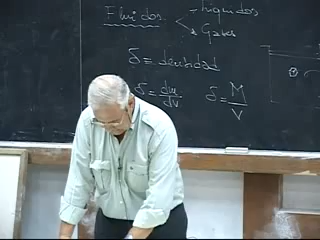 Fluidos. líquidos
Gases
δ = densidad
δ = dm/dV δ = M/V